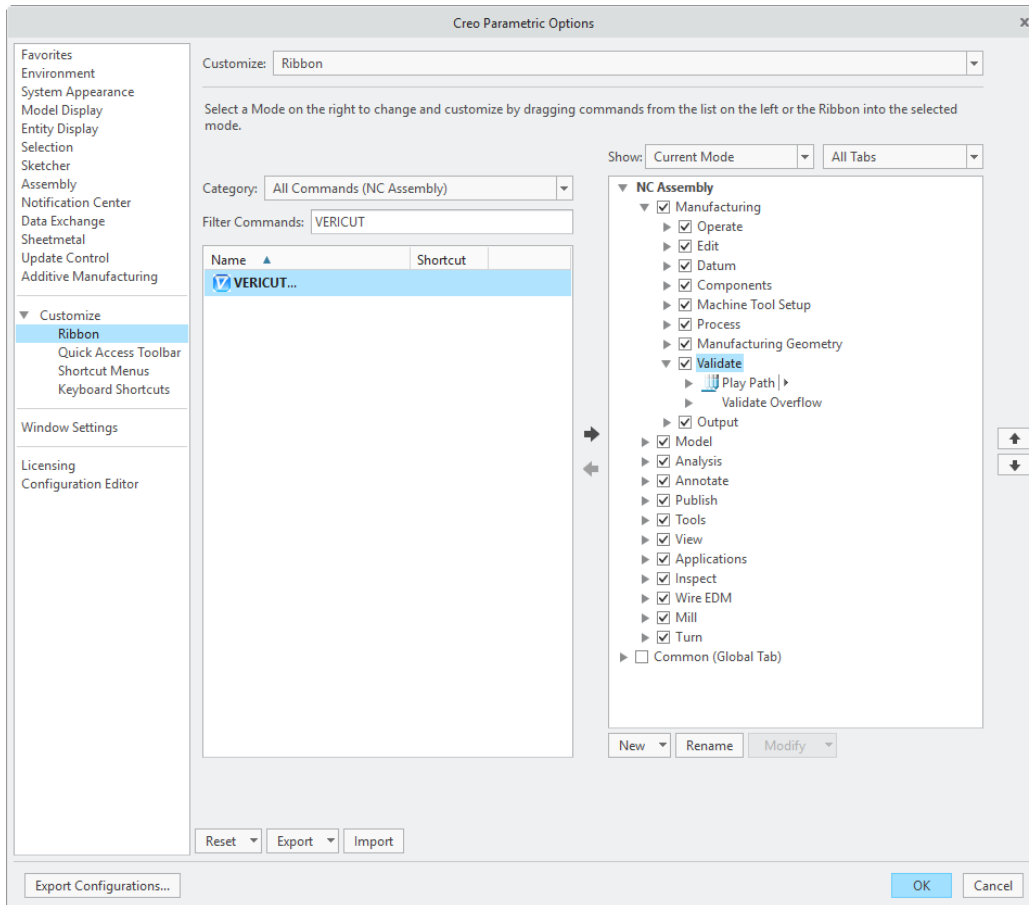 Creo Parametric Options
x
Favorites
Environment
System Appearance
Model Display
Entity Display
Selection
Sketcher
Assembly
Notification Center
Data Exchange
Sheetmetal
Update Control
Additive Manufacturing
Customize
Ribbon
Quick Access Toolbar
Shortcut Menus
Keyboard Shortcuts
Window Settings
Licensing
Configuration Editor
Customize: Ribbon
Select a Mode on the right to change and customize by dragging commands from the list on the left or the Ribbon into the selected
mode.
Show: Current Mode All Tabs
Category: All Commands (NC Assembly)
Filter Commands: VERICUT
Name Shortcut
VERICUT...
NC Assembly
Manufacturing
Operate
Edit
Datum
Components
Machine Tool Setup
Process
Manufacturing Geometry
Validate
Play Path
Validate Overflow
Output
Model
Analysis
Annotate
Publish
Tools
View
Applications
Inspect
Wire EDM
Mill
Turn
Common (Global Tab)
New Rename Modify
Reset Export Import
Export Configurations... OK Cancel